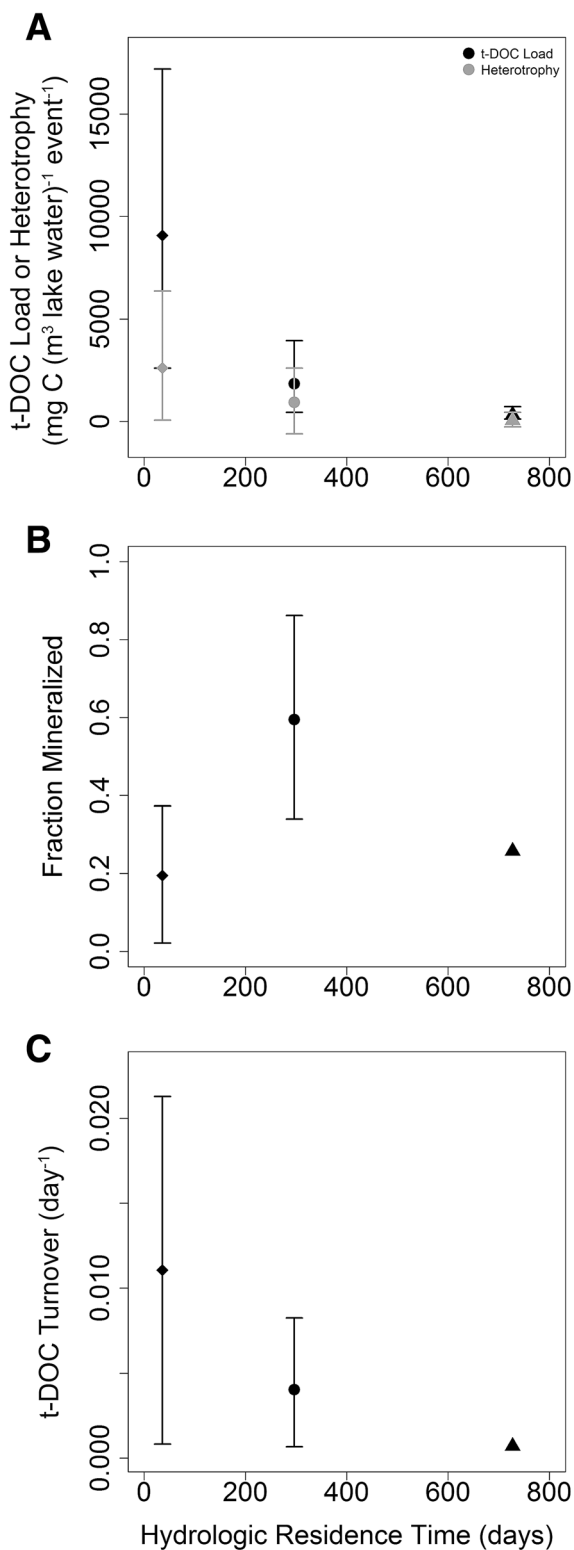 A
t-DOC Load or Heterotrophy
(mg C (m³ lake water)⁻¹ event⁻¹)
15000
10000
5000
0
t-DOC Load
Heterotrophy
0 200 400 600 800
B
Fraction Mineralized
1.0
0.8
0.6
0.4
0.2
0.0
0 200 400 600 800
C
t-DOC Turnover (day⁻¹)
0.020
0.010
0.000
0 200 400 600 800
Hydrologic Residence Time (days)